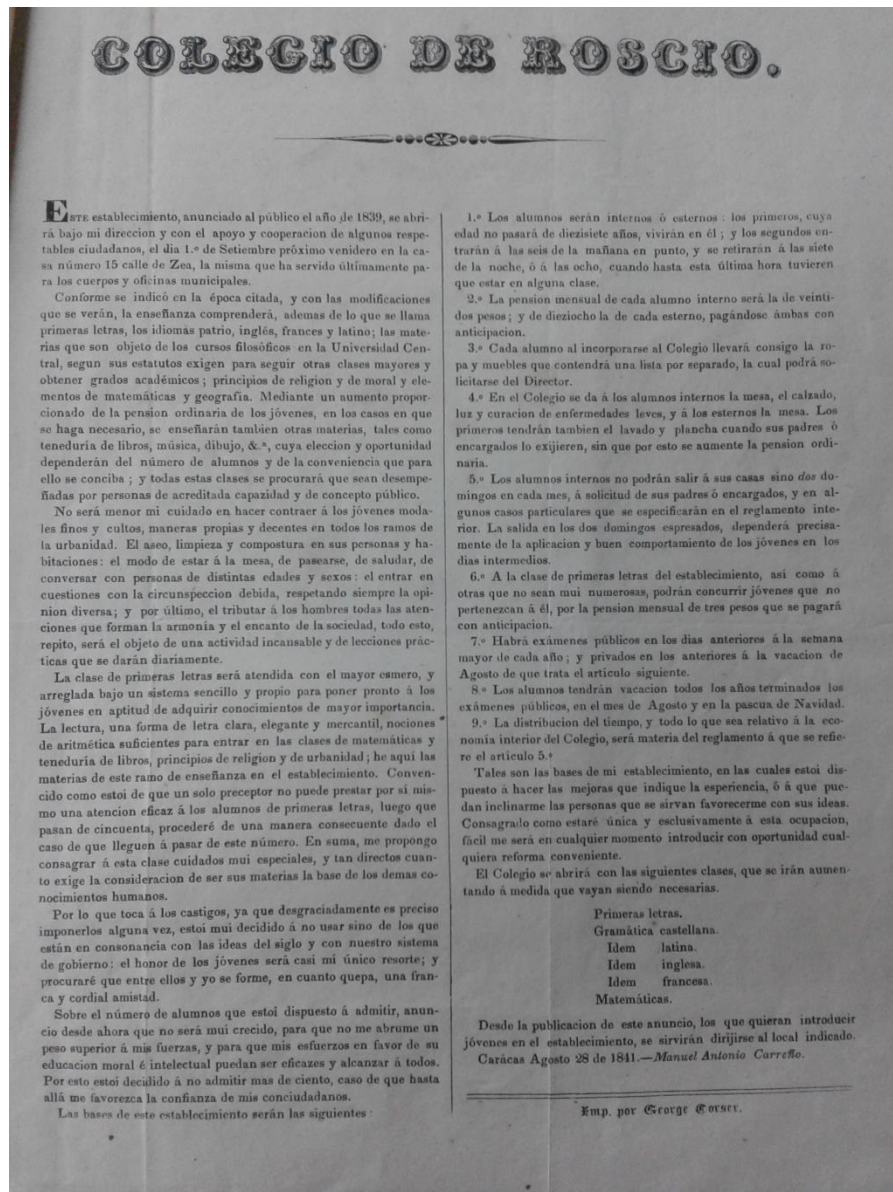 COLEGIO DE ROSCIO.
ESTE establecimiento, anunciado al público el año de 1839, se abri-
rá bajo mi direccion y con el apoyo y cooperacion de algunos respe-
tables ciudadanos, el dia 1.º de Setiembre próximo venidero en la ca-
sa número 15 calle de Zea, la misma que ha servido últimamente pa-
ra los cuerpos y oficinas municipales.
Conforme se indicó en la época citada, y con las modificaciones
que se verán, la enseñanza comprenderá, ademas de lo que se llama
primeras letras, los idiomas patrio, inglés, frances y latino; las mate-
rias que son objeto de los cursos filosóficos en la Universidad Cen-
tral, segun sus estatutos exigen para seguir otras clases mayores y
obtener grados académicos; principios de religion y de moral y ele-
mentos de matemáticas y geografia. Mediante un aumento propor-
cionado de la pension ordinaria de los jóvenes, en los casos en que
se haga necesario, se enseñarán tambien otras materias, tales como
teneduría de libros, música, dibujo, &.ª, cuya eleccion y oportunidad
dependerán del número de alumnos y de la conveniencia que para
ello se conciba; y todas estas clases se procurará que sean desempe-
ñadas por personas de acreditada capazidad y de concepto público.
No será menor mi cuidado en hacer contraer á los jóvenes moda-
les finos y cultos, maneras propias y decentes en todos los ramos de
la urbanidad. El aseo, limpieza y compostura en sus personas y ha-
bitaciones: el modo de estar á la mesa, de pasearse, de saludar, de
conversar con personas de distintas edades y sexos: el entrar en
cuestiones con la circunspeccion debida, respetando siempre la opi-
nion diversa; y por último, el tributar á los hombres todas las aten-
ciones que forman la armonía y el encanto de la sociedad, todo esto,
repito, será el objeto de una actividad incansable y de lecciones prác-
ticas que se darán diariamente.
La clase de primeras letras será atendida con el mayor esmero, y
arreglada bajo un sistema sencillo y propio para poner pronto á los
jóvenes en aptitud de adquirir conocimientos de mayor importancia.
La lectura, una forma de letra clara, elegante y mercantil, nociones
de aritmética suficientes para entrar en las clases de matemáticas y
teneduría de libros, principios de religion y de urbanidad; he aquí las
materias de este ramo de enseñanza en el establecimiento. Conven-
cido como estoi de que un solo preceptor no puede prestar por sí mis-
mo una atencion eficaz á los alumnos de primeras letras, luego que
pasan de cincuenta, procederé de una manera consecuente dado el
caso de que lleguen á pasar de este número. En suma, me propongo
consagrar á esta clase cuidados mui especiales, y tan directos cuan-
to exige la consideracion de ser sus materias la base de los demas co-
nocimientos humanos.
Por lo que toca á los castigos, ya que desgraciadamente es preciso
imponerlos alguna vez, estoi mui decidido á no usar sino de los que
están en consonancia con las ideas del siglo y con nuestro sistema
de gobierno: el honor de los jóvenes será casi mi único resorte; y
procuraré que entre ellos y yo se forme, en cuanto quepa, una fran-
ca y cordial amistad.
Sobre el número de alumnos que estoi dispuesto á admitir, anun-
cio desde ahora que no será mui crecido, para que no me abrume un
peso superior á mis fuerzas, y para que mis esfuerzos en favor de su
educacion moral é intelectual puedan ser eficazes y alcanzar á todos.
Por esto estoi decidido á no admitir mas de ciento, caso de que hasta
allá me favorezca la confianza de mis conciudadanos.
Las bases de este establecimiento serán las siguientes:
1.º Los alumnos serán internos ó esternos: los primeros, cuya
edad no pasará de diezisiete años, vivirán en él; y los segundos en-
trarán á las seis de la mañana en punto, y se retirarán á las siete
de la noche, ó á las ocho, cuando hasta esta última hora tuvieren
que estar en alguna clase.
2.º La pension mensual de cada alumno interno será la de veinti-
dos pesos; y de dieziocho la de cada esterno, pagándose ámbas con
anticipacion.
3.º Cada alumno al incorporarse al Colegio llevará consigo la ro-
pa y muebles que contendrá una lista por separado, la cual podrá so-
licitarse del Director.
4.º En el Colegio se da á los alumnos internos la mesa, el calzado,
luz y curacion de enfermedades leves, y á los esternos la mesa. Los
primeros tendrán tambien el lavado y plancha cuando sus padres ó
encargados lo exijieren, sin que por esto se aumente la pension ordi-
naria.
5.º Los alumnos internos no podrán salir á sus casas sino dos do-
mingos en cada mes, á solicitud de sus padres ó encargados, y en al-
gunos casos particulares que se especificarán en el reglamento inte-
rior. La salida en los dos domingos espresados, dependerá precisa-
mente de la aplicacion y buen comportamiento de los jóvenes en los
dias intermedios.
6.º A la clase de primeras letras del establecimiento, así como á
otras que no sean mui numerosas, podrán concurrir jóvenes que no
pertenezcan á él, por la pension mensual de tres pesos que se pagará
con anticipacion.
7.º Habrá exámenes públicos en los dias anteriores á la semana
mayor de cada año; y privados en los anteriores á la vacacion de
Agosto de que trata el artículo siguiente.
8.º Los alumnos tendrán vacacion todos los años terminados los
exámenes públicos, en el mes de Agosto y en la pascua de Navidad.
9.º La distribucion del tiempo, y todo lo que sea relativo á la eco-
nomía interior del Colegio, será materia del reglamento á que se refie-
re el artículo 5.º
Tales son las bases de mi establecimiento, en las cuales estoi dis-
puesto á hacer las mejoras que indique la esperiencia, ó á que pue-
dan inclinarme las personas que se sirvan favorecerme con sus ideas.
Consagrado como estaré única y esclusivamente á esta ocupacion,
fácil me será en cualquier momento introducir con oportunidad cual-
quiera reforma conveniente.
El Colegio se abrirá con las siguientes clases, que se irán aumen-
tando á medida que vayan siendo necesarias.
Primeras letras.
Gramática castellana.
Idem latina.
Idem inglesa.
Idem francesa.
Matemáticas.
Desde la publicacion de este anuncio, los que quieran introducir
jóvenes en el establecimiento, se servirán dirijirse al local indicado.
Carácas Agosto 28 de 1841.—Manuel Antonio Carreño.
Imp. por George Corser.